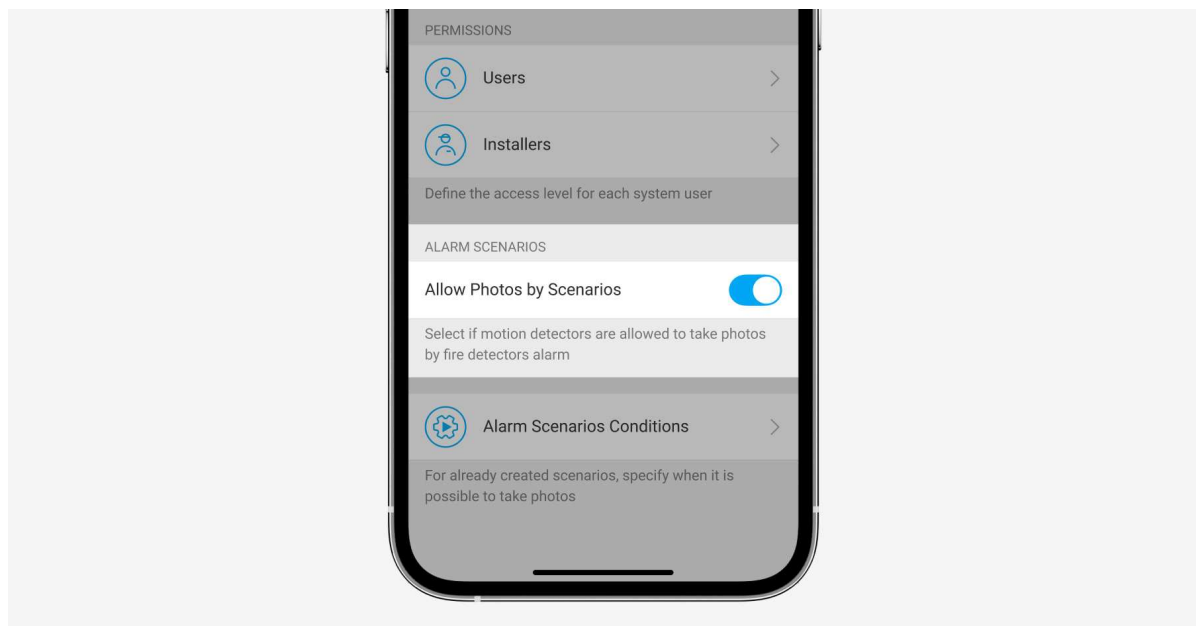 PERMISSIONS
Users
Installers
Define the access level for each system user
ALARM SCENARIOS
Allow Photos by Scenarios
Select if motion detectors are allowed to take photos
by fire detectors alarm
Alarm Scenarios Conditions
For already created scenarios, specify when it is
possible to take photos